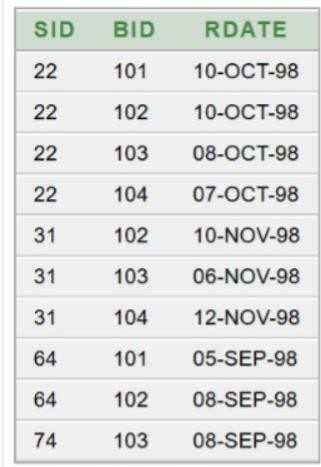 SID BID RDATE
22 101 10-OCT-98
22 102 10-OCT-98
22 103 08-OCT-98
22 104 07-OCT-98
31 102 10-NOV-98
31 103 06-NOV-98
31 104 12-NOV-98
64 101 05-SEP-98
64 102 08-SEP-98
74 103 08-SEP-98